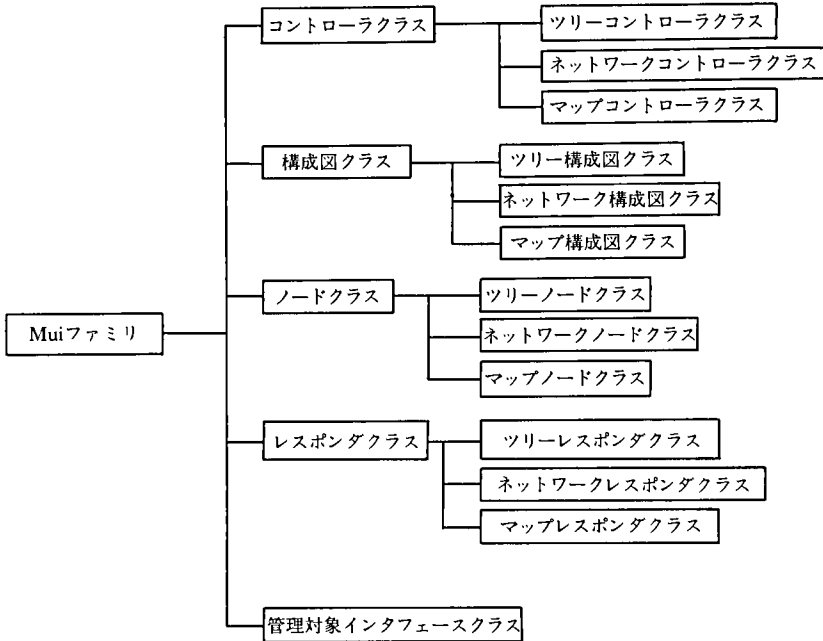 コントローラクラス
ツリーコントローラクラス
ネットワークコントローラクラス
マップコントローラクラス
構成図クラス
ツリー構成図クラス
ネットワーク構成図クラス
マップ構成図クラス
Muiファミリ
ノードクラス
ツリーノードクラス
ネットワークノードクラス
マップノードクラス
レスポンダクラス
ツリーレスポンダクラス
ネットワークレスポンダクラス
マップレスポンダクラス
管理対象インタフェースクラス